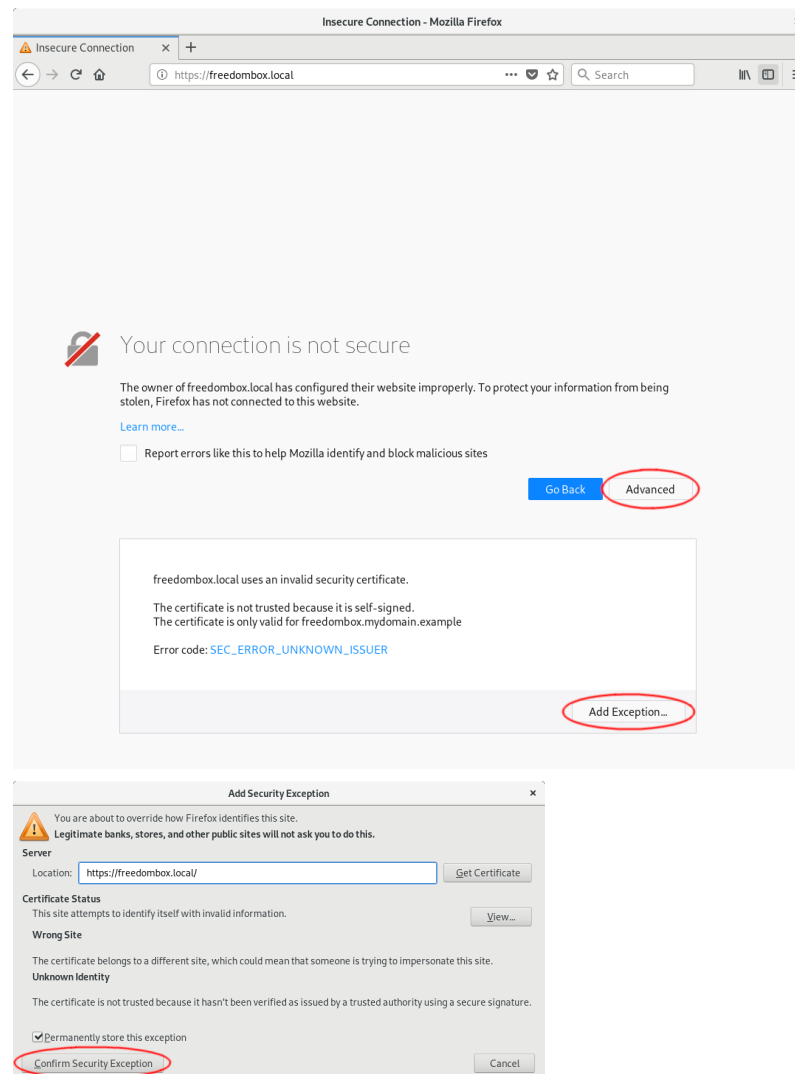 Insecure Connection - Mozilla Firefox
Insecure Connection
https://freedombox.local
Search
Your connection is not secure
The owner of freedombox.local has configured their website improperly. To protect your information from being
stolen, Firefox has not connected to this website.
Learn more...
Report errors like this to help Mozilla identify and block malicious sites
Go Back Advanced
freedombox.local uses an invalid security certificate.
The certificate is not trusted because it is self-signed.
The certificate is only valid for freedombox.mydomain.example
Error code: SEC_ERROR_UNKNOWN_ISSUER
Add Exception...
Add Security Exception
You are about to override how Firefox identifies this site.
Legitimate banks, stores, and other public sites will not ask you to do this.
Server
Location: https://freedombox.local/ Get Certificate
Certificate Status
This site attempts to identify itself with invalid information.
View...
Wrong Site
The certificate belongs to a different site, which could mean that someone is trying to impersonate this site.
Unknown Identity
The certificate is not trusted because it hasn't been verified as issued by a trusted authority using a secure signature.
Permanently store this exception
Confirm Security Exception Cancel